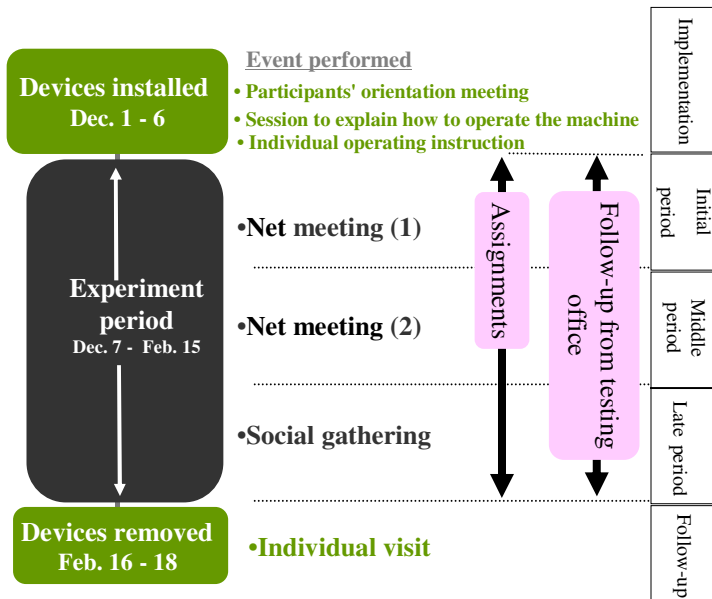 Event performed
Devices installed
Dec. 1 - 6
• Participants' orientation meeting
• Session to explain how to operate the machine
• Individual operating instruction
Implementation
Experiment
period
Dec. 7 - Feb. 15
•Net meeting (1)
•Net meeting (2)
•Social gathering
Assignments
Follow-up from testing
office
Initial
period
Middle
period
Late period
Devices removed
Feb. 16 - 18
•Individual visit
Follow-up